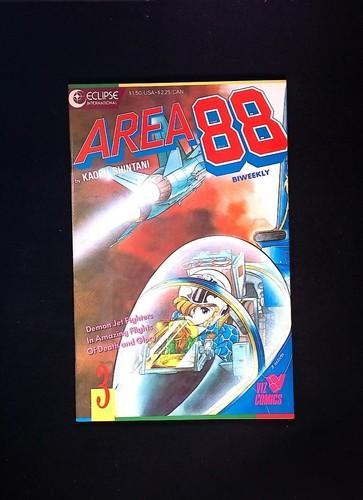 ECLIPSE
INTERNATIONAL
$1.50/USA-$2.25/CAN
AREA 88
by KAORU SHINTANI
BIWEEKLY
Demon Jet Fighters
In Amazing Flights
Of Death and Glory
3
VIZ
COMICS